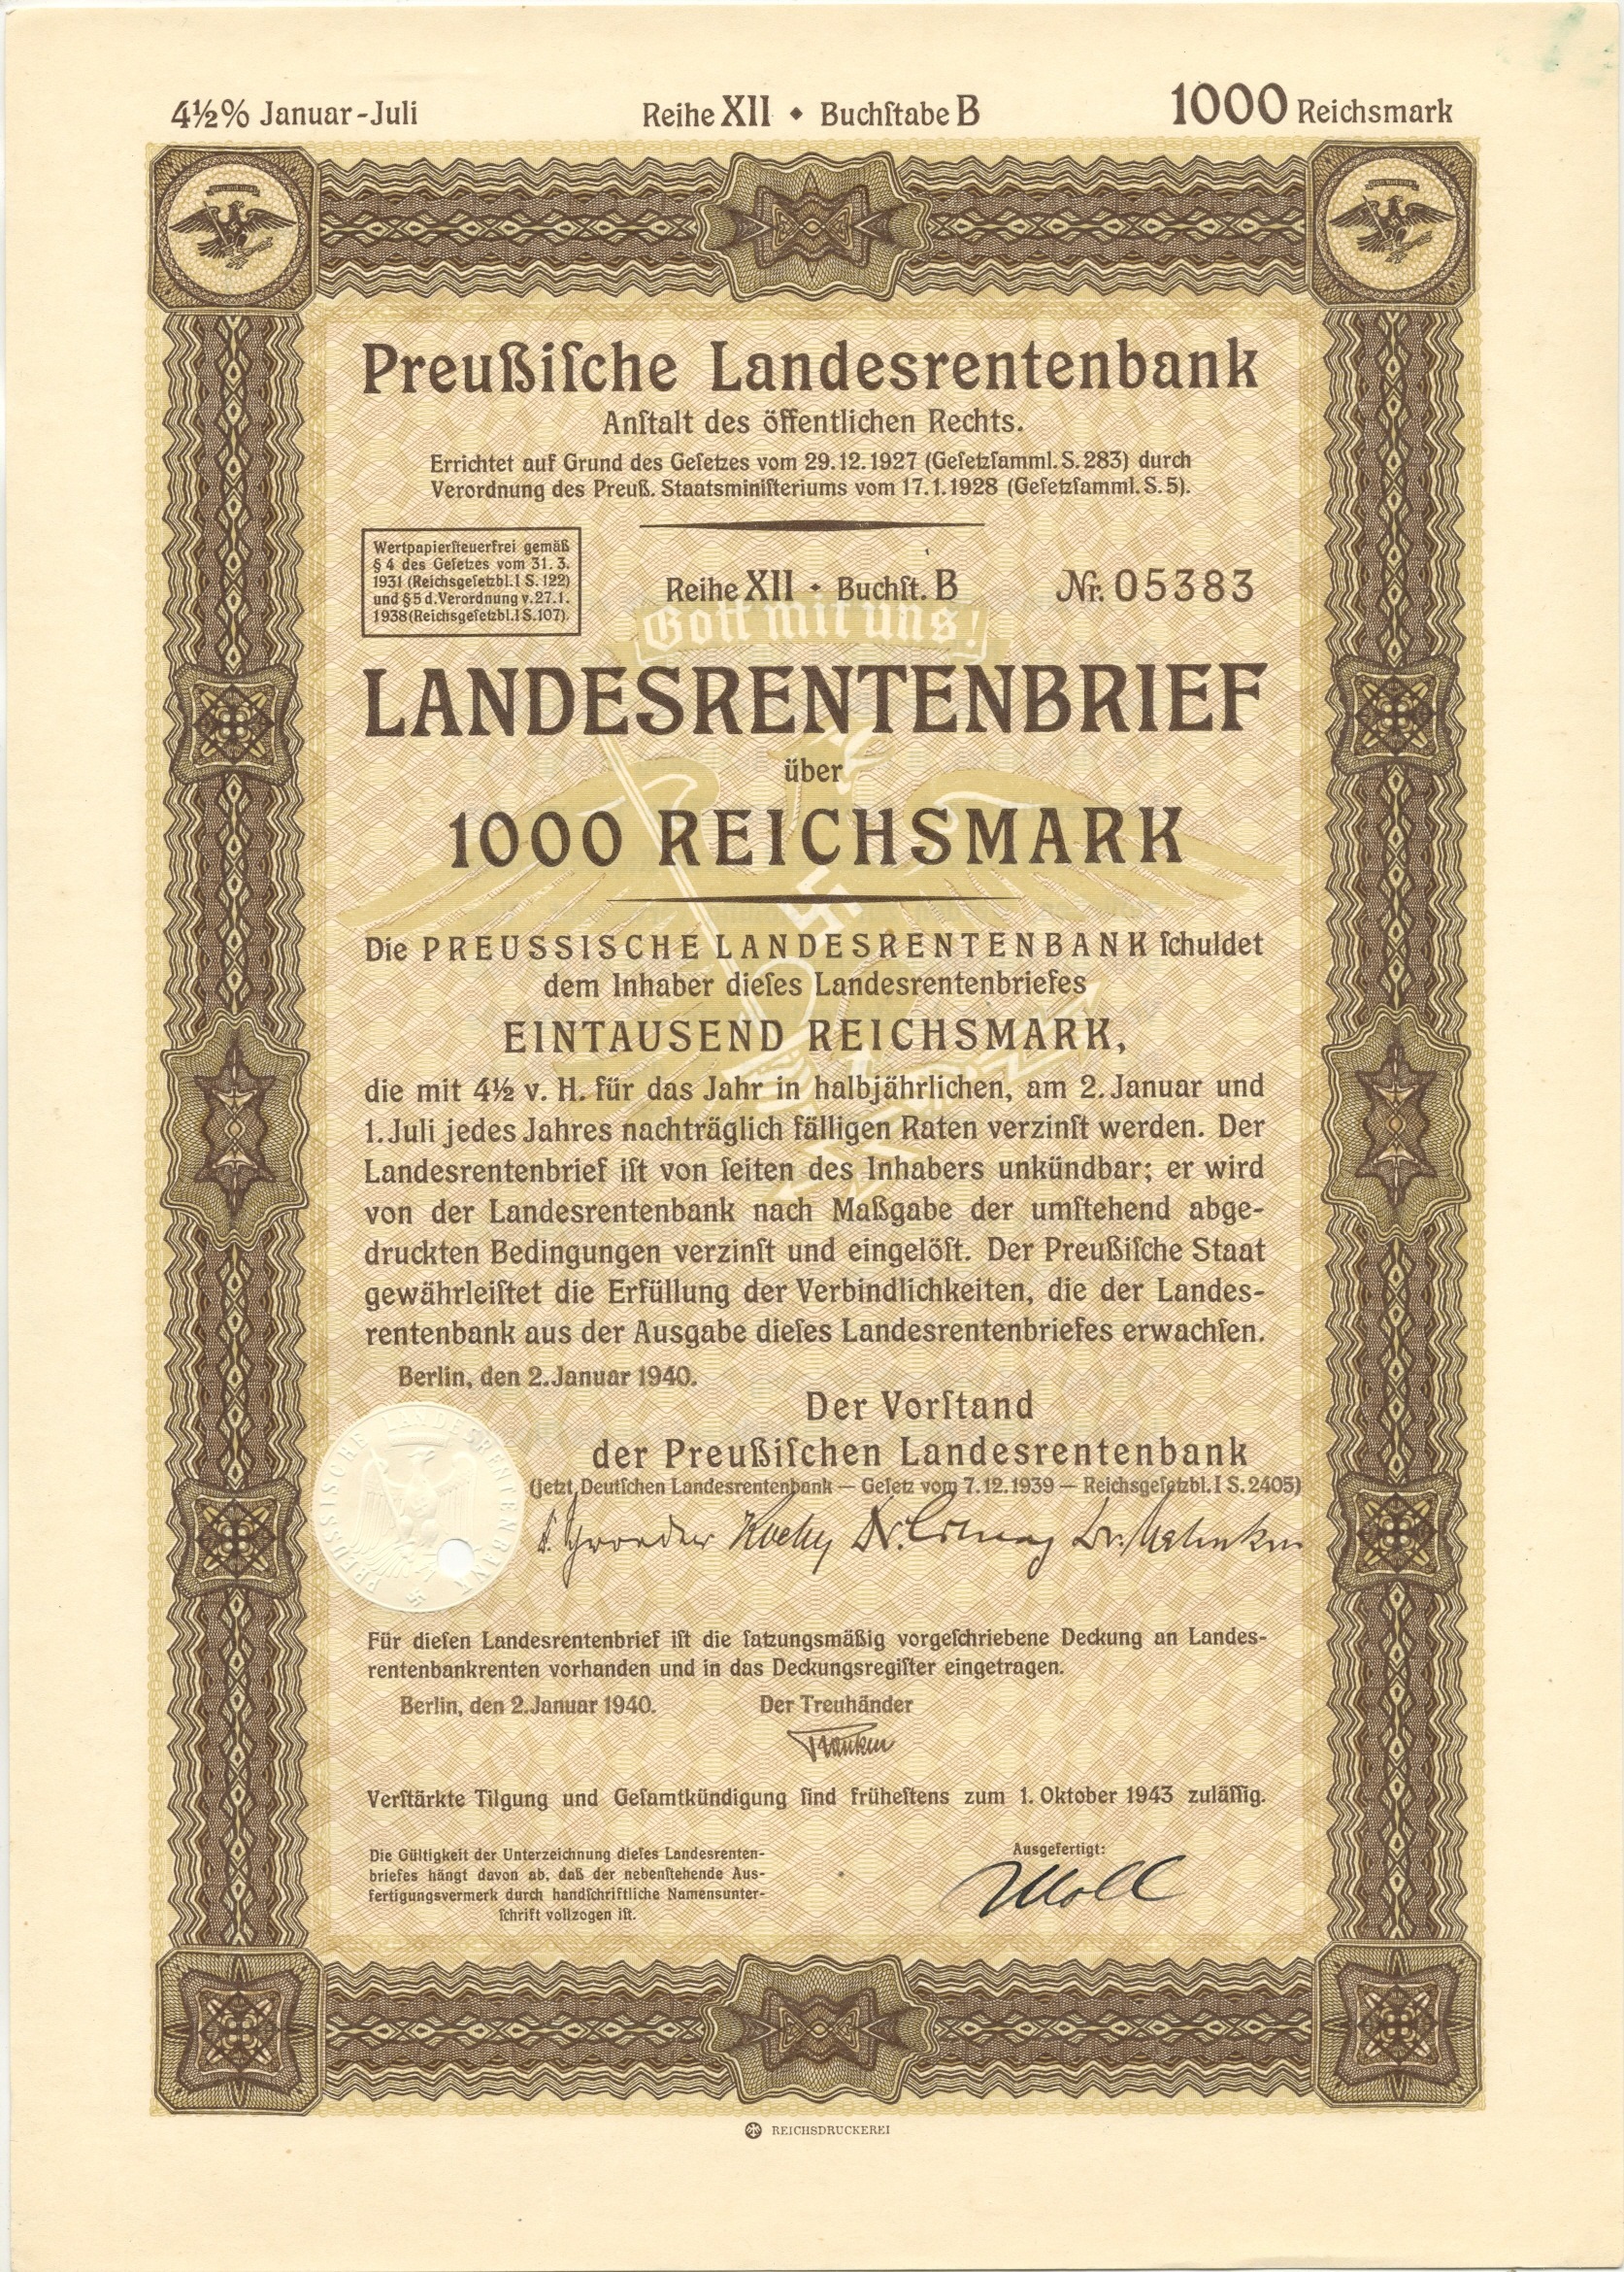 4½% Januar-Juli Reihe XII ⬥ Buchſtabe B 1000 Reichsmark
Preußiſche Landesrentenbank
Anſtalt des öffentlichen Rechts.
Errichtet auf Grund des Geſetzes vom 29.12.1927 (Geſetzſamml. S. 283) durch
Verordnung des Preuß. Staatsminiſteriums vom 17.1.1928 (Geſetzſamml. S. 5).
Wertpapierſteuerfrei gemäß
§ 4 des Geſetzes vom 31. 3.
1931 (Reichsgeſetzbl. I S. 122)
und § 5 d. Verordnung v. 27. 1.
1938 (Reichsgeſetzbl. I S. 107).
Reihe XII ⬥ Buchſt. B Nr. 05383
Gott mit uns!
LANDESRENTENBRIEF
über
1000 REICHSMARK
Die PREUSSISCHE LANDESRENTENBANK ſchuldet
dem Inhaber dieſes Landesrentenbriefes
EINTAUSEND REICHSMARK,
die mit 4½ v. H. für das Jahr in halbjährlichen, am 2. Januar und
1. Juli jedes Jahres nachträglich fälligen Raten verzinſt werden. Der
Landesrentenbrief iſt von ſeiten des Inhabers unkündbar; er wird
von der Landesrentenbank nach Maßgabe der umſtehend abge-
druckten Bedingungen verzinſt und eingelöſt. Der Preußiſche Staat
gewährleiſtet die Erfüllung der Verbindlichkeiten, die der Landes-
rentenbank aus der Ausgabe dieſes Landesrentenbriefes erwachſen.
Berlin, den 2. Januar 1940.
Der Vorſtand
der Preußiſchen Landesrentenbank
(jetzt Deutſchen Landesrentenbank — Geſetz vom 7.12.1939 — Reichsgeſetzbl. I S. 2405)
PREUSSISCHE LANDESRENTENBANK
Für dieſen Landesrentenbrief iſt die ſatzungsmäßig vorgeſchriebene Deckung an Landes-
rentenbankrenten vorhanden und in das Deckungsregiſter eingetragen.
Berlin, den 2. Januar 1940. Der Treuhänder
Verſtärkte Tilgung und Geſamtkündigung ſind früheſtens zum 1. Oktober 1943 zuläſſig.
Die Gültigkeit der Unterzeichnung dieſes Landesrenten-
briefes hängt davon ab, daß der nebenſtehende Aus-
fertigungsvermerk durch handſchriftliche Namensunter-
ſchrift vollzogen iſt.
Ausgefertigt:
Moll
REICHSDRUCKEREI